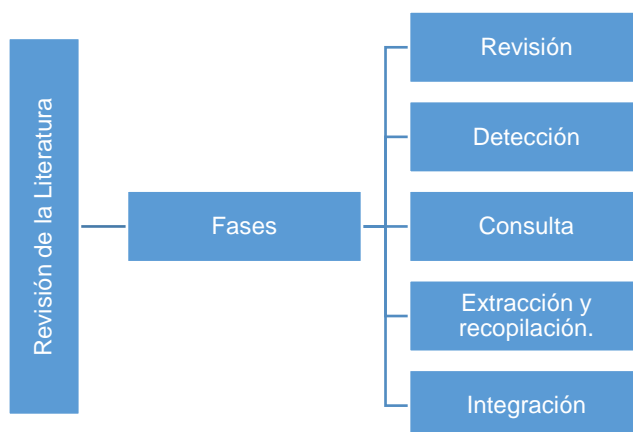 Revisión de la Literatura
Fases
Revisión
Detección
Consulta
Extracción y
recopilación.
Integración